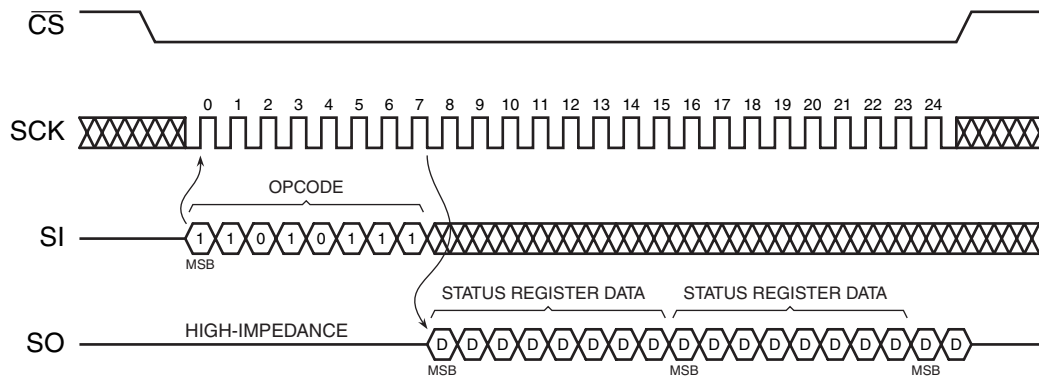 CS
0 1 2 3 4 5 6 7 8 9 10 11 12 13 14 15 16 17 18 19 20 21 22 23 24
SCK
OPCODE
SI 1 1 0 1 0 1 1 1
MSB
STATUS REGISTER DATA STATUS REGISTER DATA
HIGH-IMPEDANCE
SO D D D D D D D D D D D D D D D D D D
MSB MSB MSB